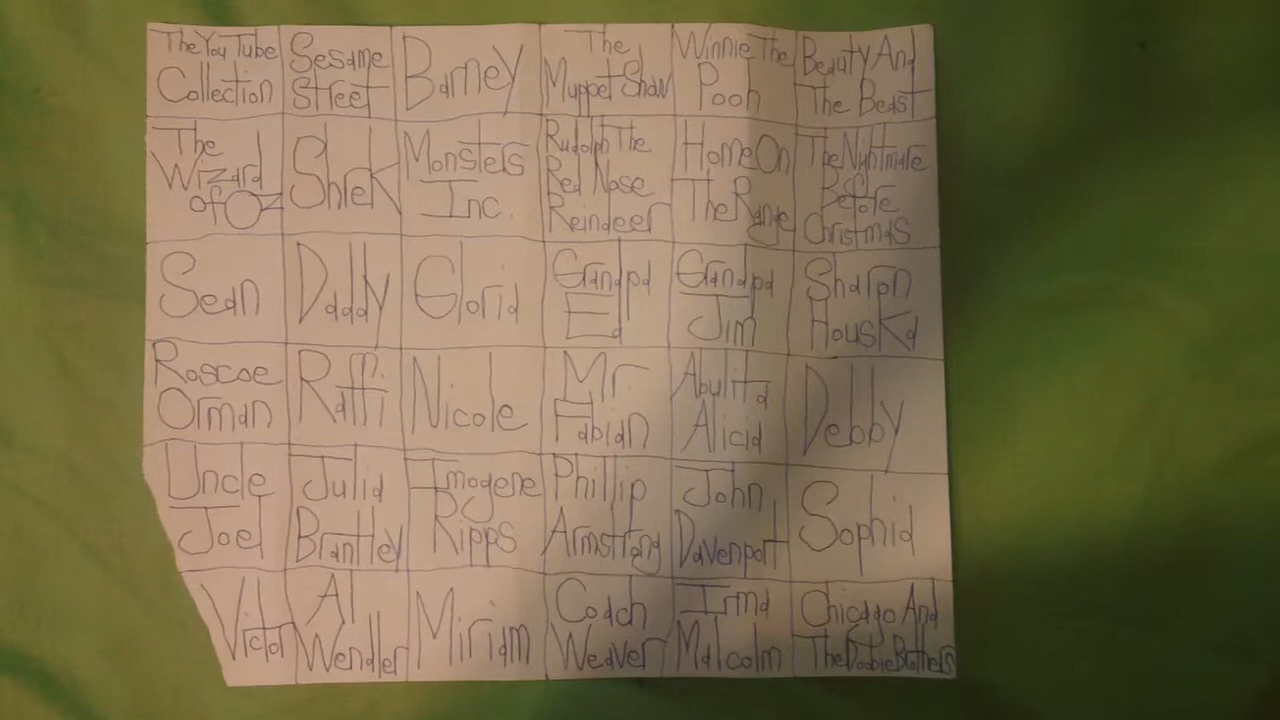 The YouTube
Collection
Sesame
Street
Barney
The
Muppet Show
Winnie The
Pooh
Beauty And
The Beast
The
Wizard
of Oz
Shrek
Monsters
Inc.
Rudolph The
Red Nose
Reindeer
Home On
The Range
The Nightmare
Before
Christmas
Sean
Daddy
Gloria
Grandpa
Ed
Grandpa
Jim
Sharon
Houska
Roscoe
Orman
Raffi
Nicole
Mr
Fabian
Abulita
Alicia
Debby
Uncle
Joel
Julia
Brantley
Imogene
Ripps
Phillip
Armstrong
John
Davenport
Sophia
Victor
Al
Wendler
Miriam
Coach
Weaver
Irma
Malcolm
Chicago And
The Doobie Brothers